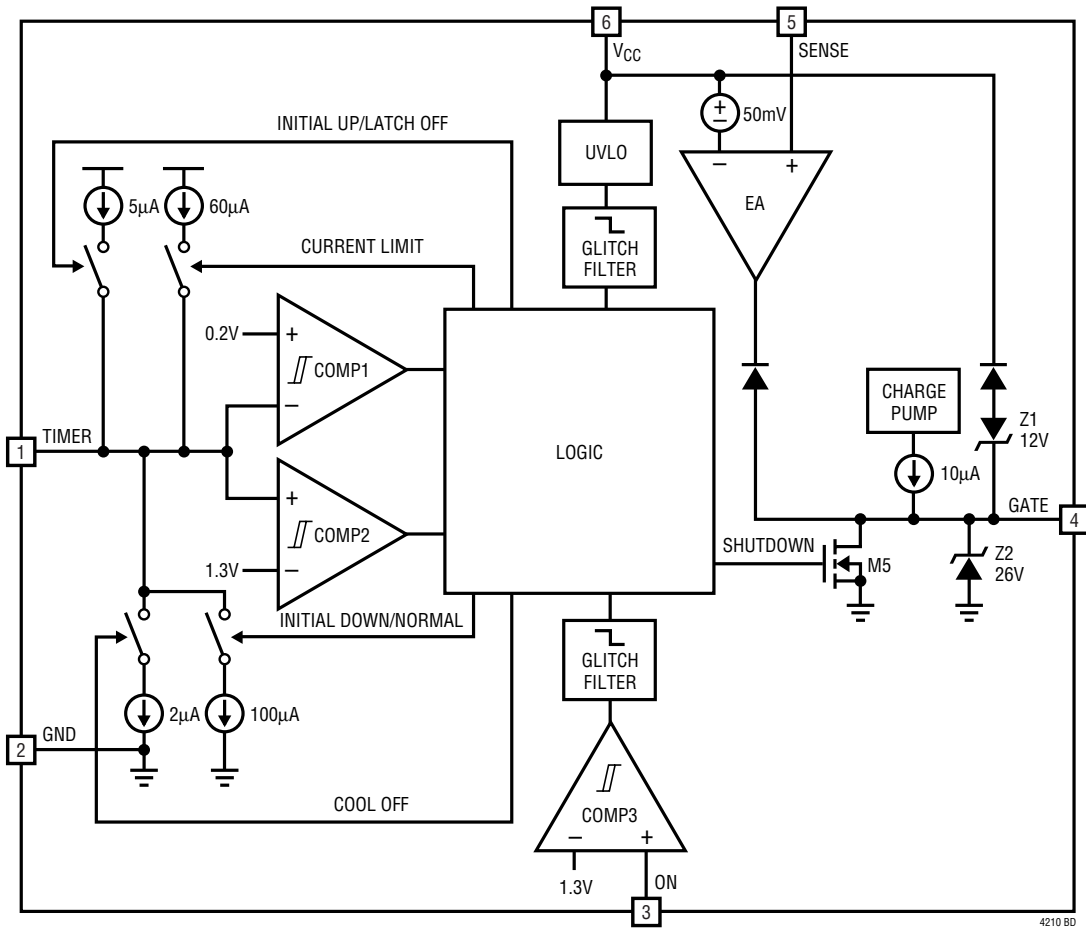 6
5
VCC
SENSE
50mV
INITIAL UP/LATCH OFF
UVLO
5μA
60μA
EA
GLITCH
FILTER
CURRENT LIMIT
0.2V
COMP1
CHARGE
PUMP
Z1
12V
1
TIMER
LOGIC
10μA
GATE
4
COMP2
SHUTDOWN
M5
Z2
26V
1.3V
INITIAL DOWN/NORMAL
GLITCH
FILTER
2μA
100μA
2
GND
COOL OFF
COMP3
1.3V
ON
3
4210 BD